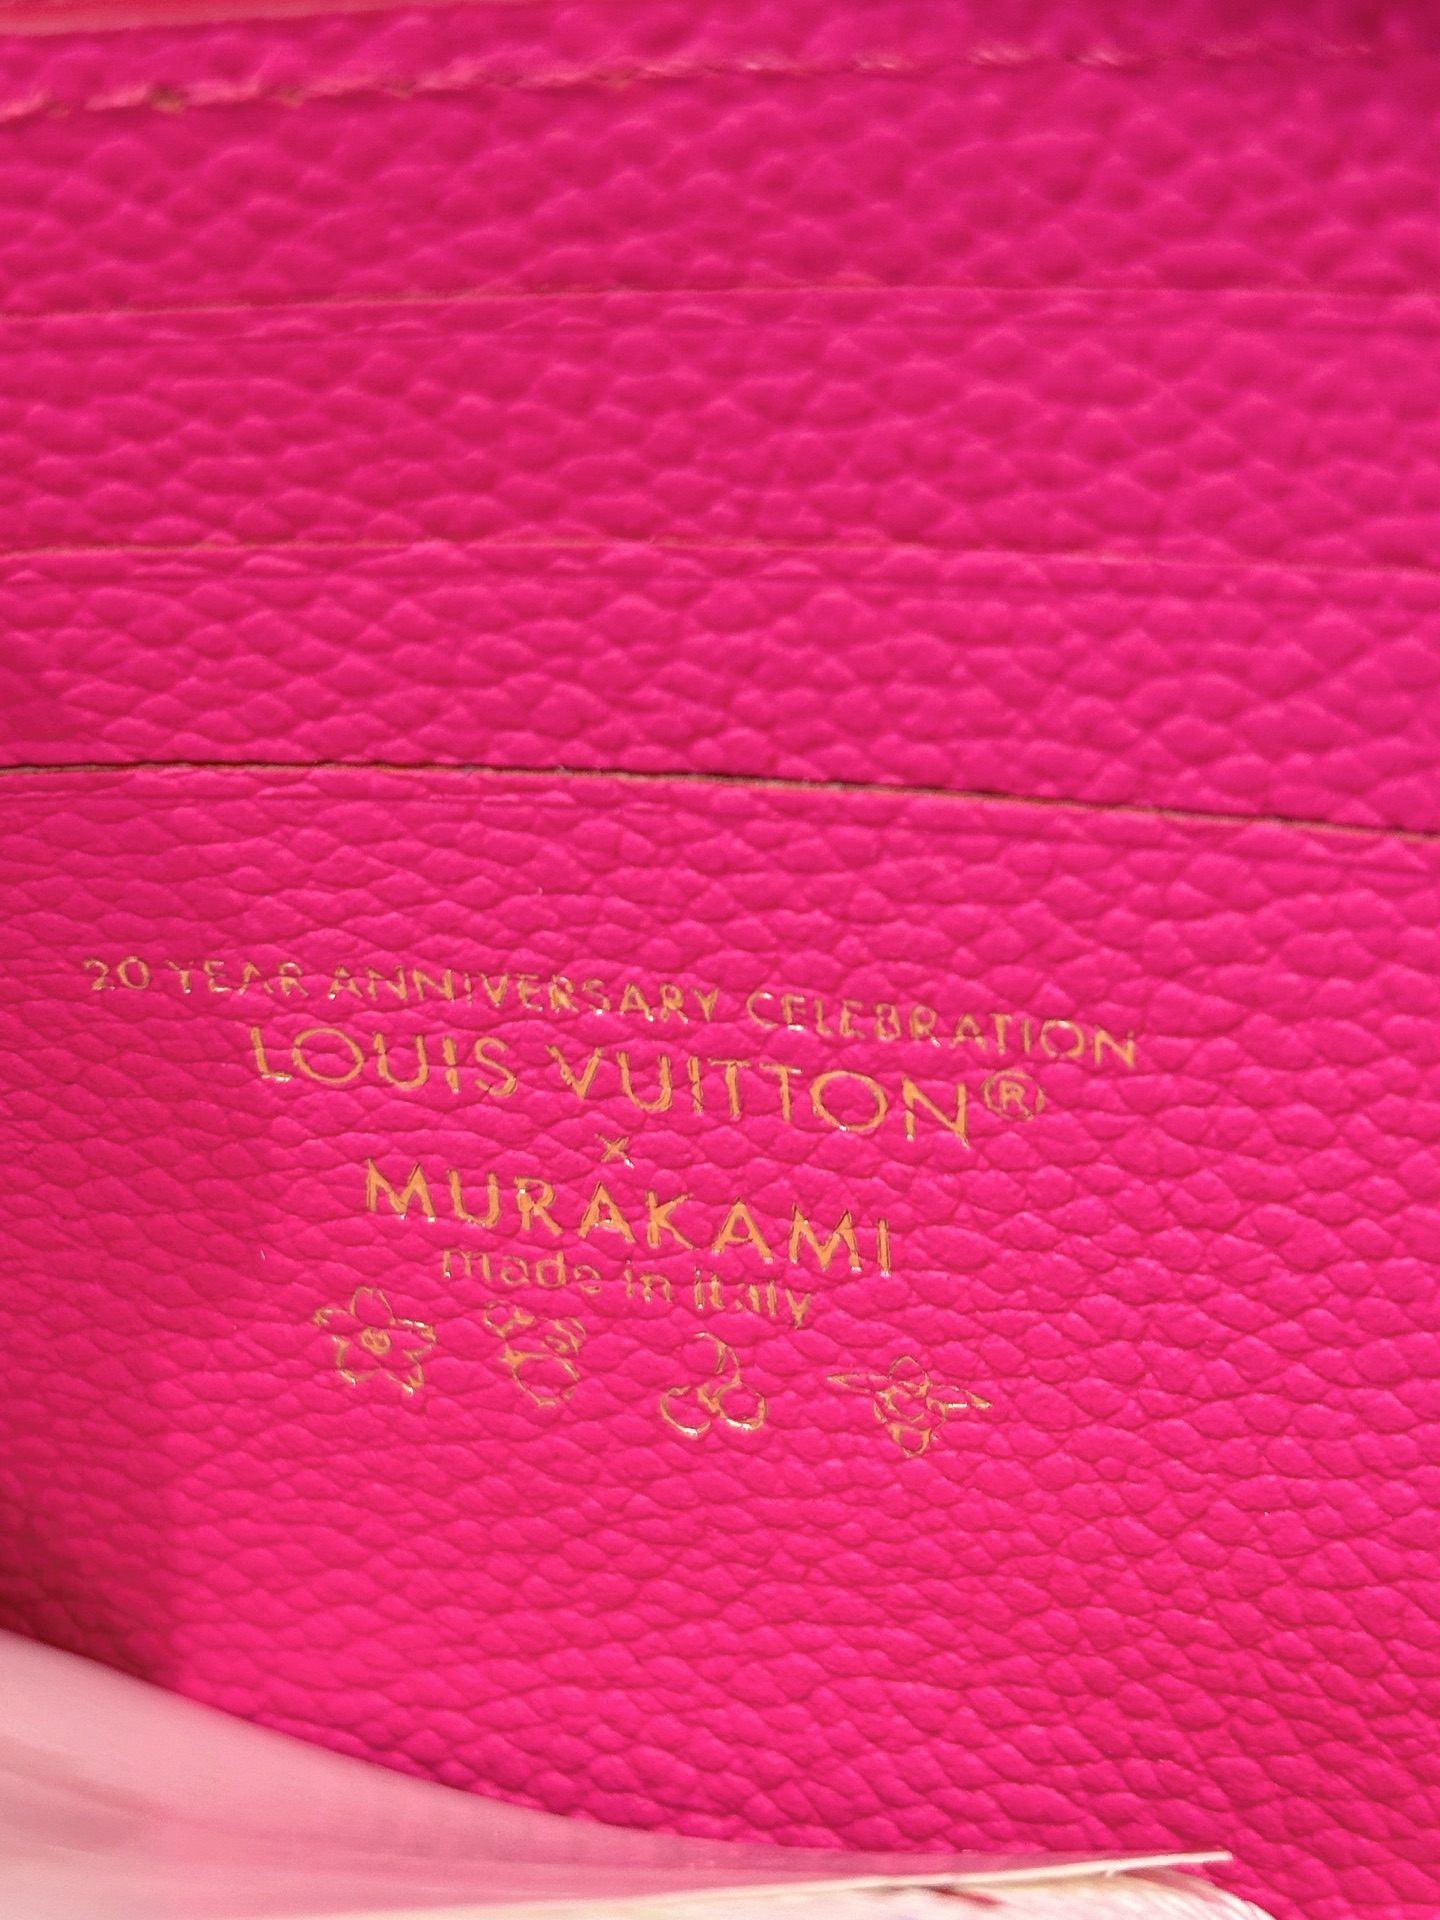 20 YEAR ANNIVERSARY CELEBRATION
LOUIS VUITTON®
×
MURAKAMI
made in italy